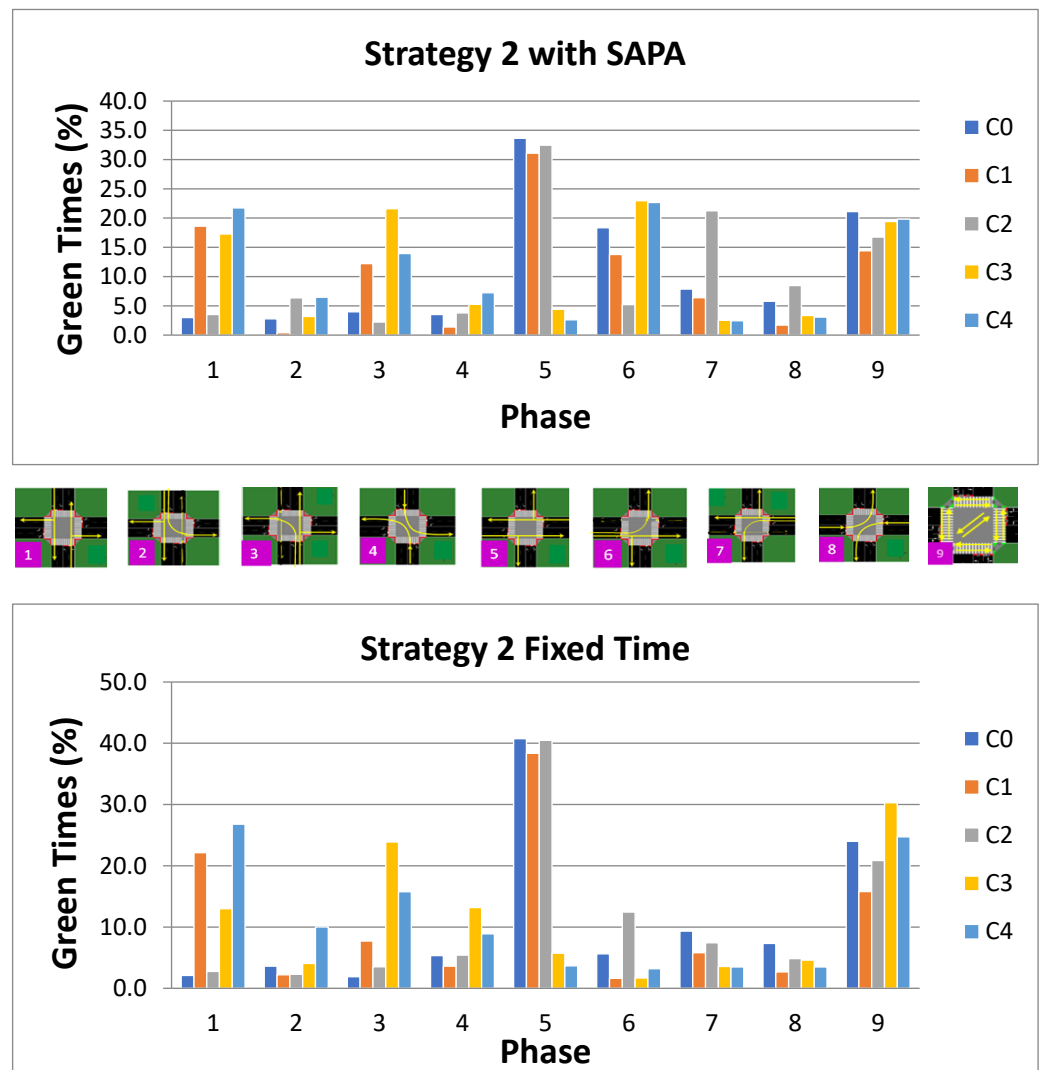 Strategy 2 with SAPA
Green Times (%)
40.0
35.0
30.0
25.0
20.0
15.0
10.0
5.0
0.0
1 2 3 4 5 6 7 8 9
Phase
C0
C1
C2
C3
C4
1 2 3 4 5 6 7 8 9
Strategy 2 Fixed Time
Green Times (%)
50.0
40.0
30.0
20.0
10.0
0.0
1 2 3 4 5 6 7 8 9
Phase
C0
C1
C2
C3
C4